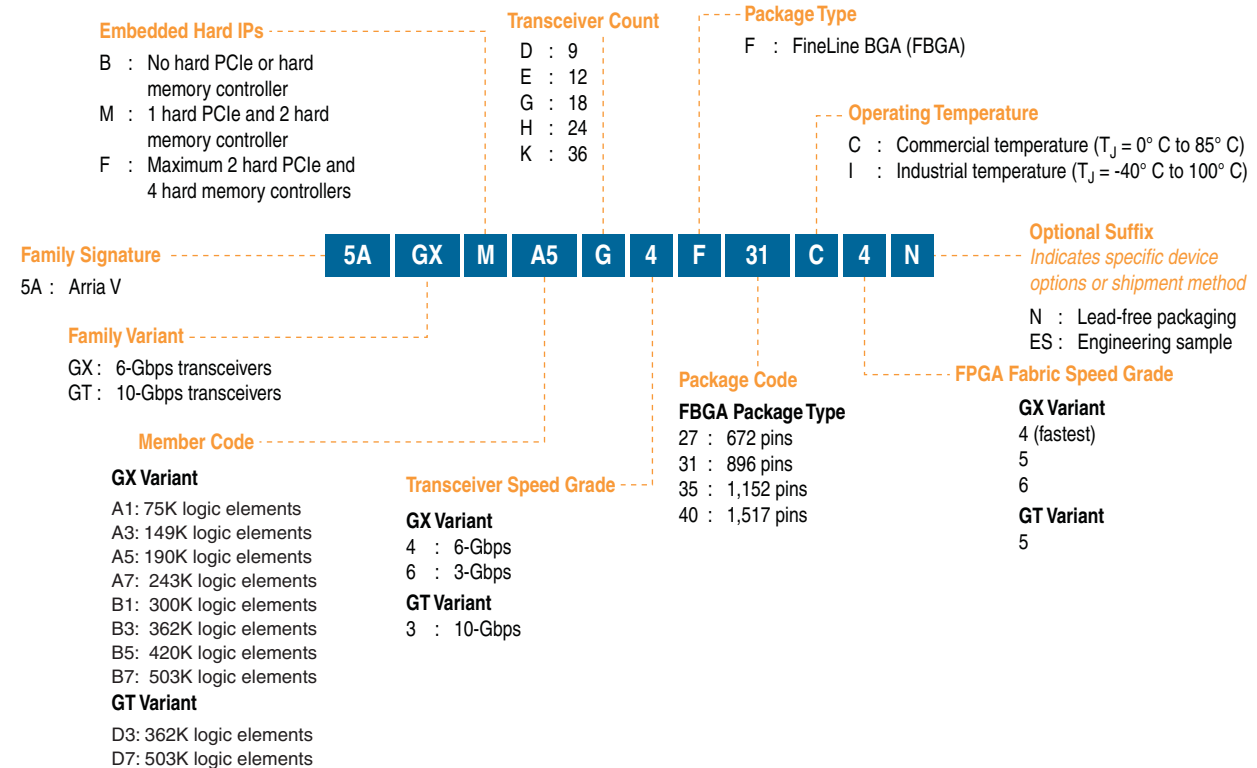 Embedded Hard IPs
B : No hard PCIe or hard
memory controller
M : 1 hard PCIe and 2 hard
memory controller
F : Maximum 2 hard PCIe and
4 hard memory controllers
Transceiver Count
D : 9
E : 12
G : 18
H : 24
K : 36
Package Type
F : FineLine BGA (FBGA)
Operating Temperature
C : Commercial temperature (TJ = 0° C to 85° C)
I : Industrial temperature (TJ = -40° C to 100° C)
Family Signature
5A : Arria V
5A GX M A5 G 4 F 31 C 4 N
Optional Suffix
Indicates specific device
options or shipment method
N : Lead-free packaging
ES : Engineering sample
Family Variant
GX : 6-Gbps transceivers
GT : 10-Gbps transceivers
Member Code
GX Variant
A1: 75K logic elements
A3: 149K logic elements
A5: 190K logic elements
A7: 243K logic elements
B1: 300K logic elements
B3: 362K logic elements
B5: 420K logic elements
B7: 503K logic elements
GT Variant
D3: 362K logic elements
D7: 503K logic elements
Transceiver Speed Grade
GX Variant
4 : 6-Gbps
6 : 3-Gbps
GT Variant
3 : 10-Gbps
Package Code
FBGA Package Type
27 : 672 pins
31 : 896 pins
35 : 1,152 pins
40 : 1,517 pins
FPGA Fabric Speed Grade
GX Variant
4 (fastest)
5
6
GT Variant
5